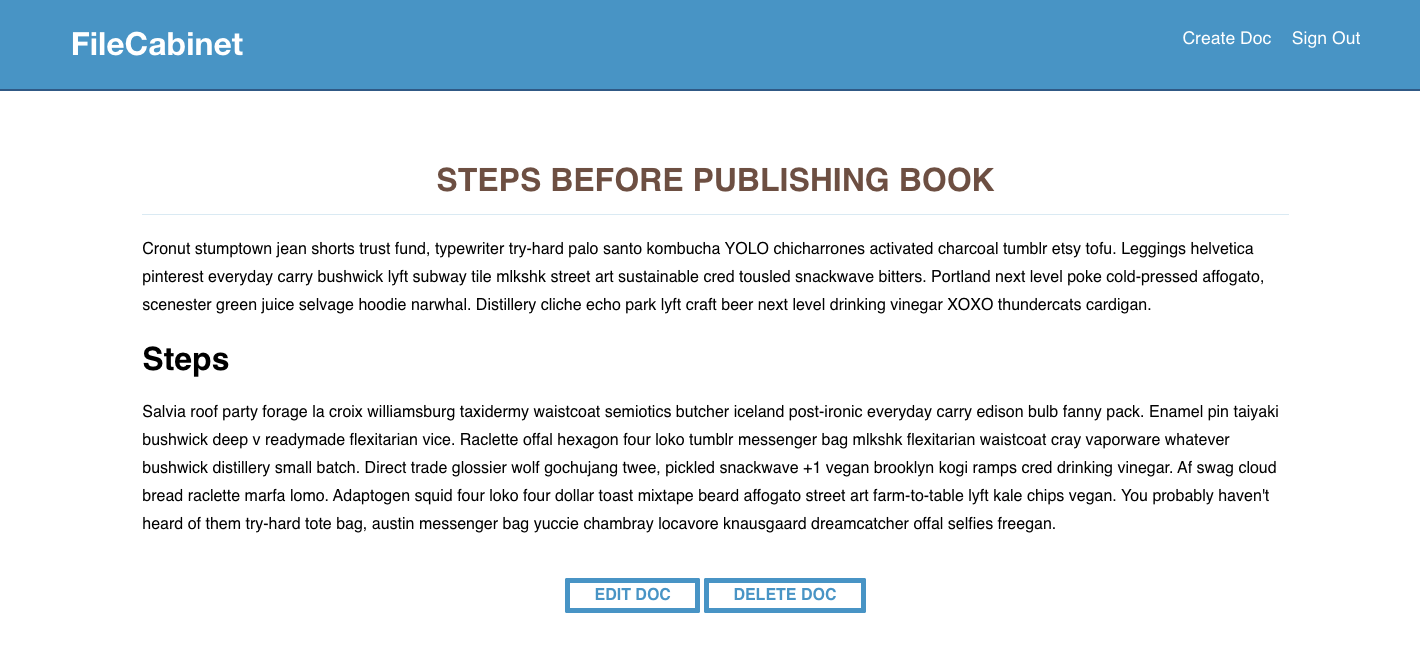 FileCabinet
Create Doc Sign Out
STEPS BEFORE PUBLISHING BOOK
Cronut stumptown jean shorts trust fund, typewriter try-hard palo santo kombucha YOLO chicharrones activated charcoal tumblr etsy tofu. Leggings helvetica
pinterest everyday carry bushwick lyft subway tile mlkshk street art sustainable cred tousled snackwave bitters. Portland next level poke cold-pressed affogato,
scenester green juice selvage hoodie narwhal. Distillery cliche echo park lyft craft beer next level drinking vinegar XOXO thundercats cardigan.
Steps
Salvia roof party forage la croix williamsburg taxidermy waistcoat semiotics butcher iceland post-ironic everyday carry edison bulb fanny pack. Enamel pin taiyaki
bushwick deep v readymade flexitarian vice. Raclette offal hexagon four loko tumblr messenger bag mlkshk flexitarian waistcoat cray vaporware whatever
bushwick distillery small batch. Direct trade glossier wolf gochujang twee, pickled snackwave +1 vegan brooklyn kogi ramps cred drinking vinegar. Af swag cloud
bread raclette marfa lomo. Adaptogen squid four loko four dollar toast mixtape beard affogato street art farm-to-table lyft kale chips vegan. You probably haven't
heard of them try-hard tote bag, austin messenger bag yuccie chambray locavore knausgaard dreamcatcher offal selfies freegan.
EDIT DOC DELETE DOC